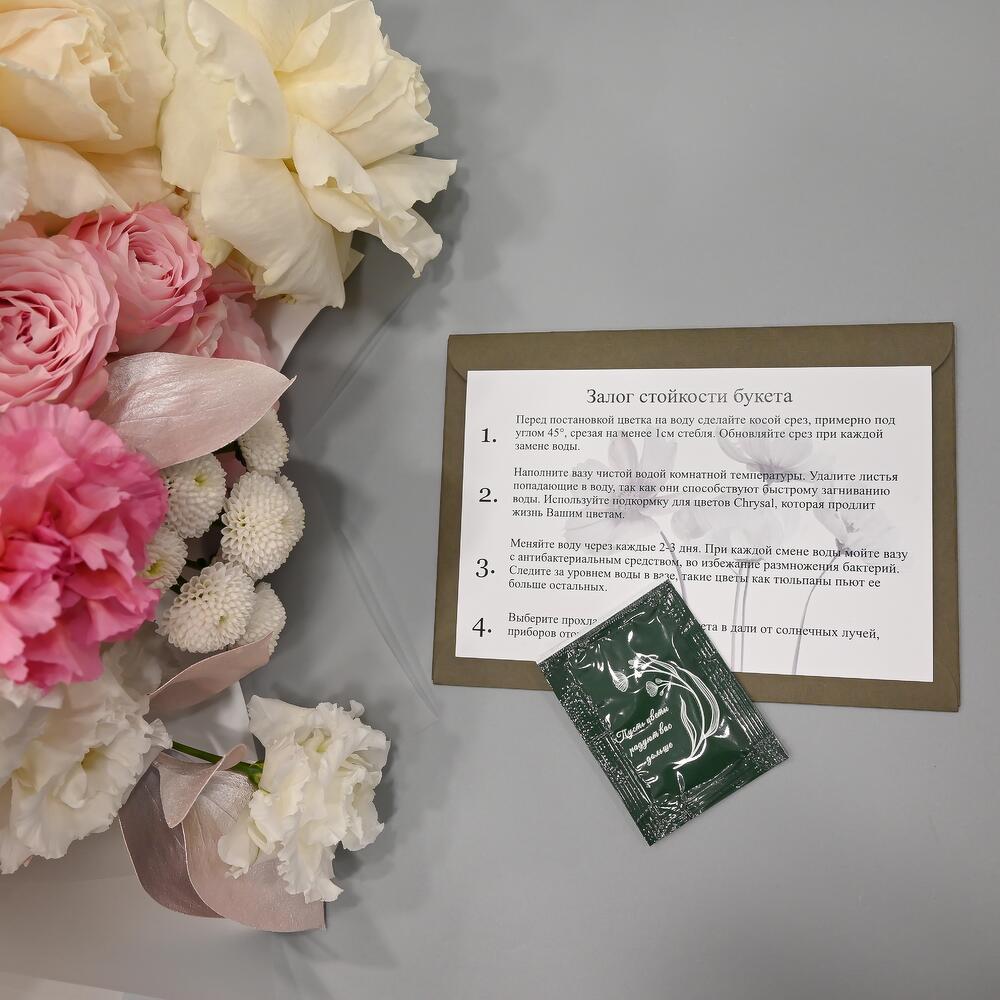 Залог стойкости букета
1. Перед постановкой цветка на воду сделайте косой срез, примерно под
углом 45°, срезая на менее 1см стебля. Обновляйте срез при каждой
замене воды.
2. Наполните вазу чистой водой комнатной температуры. Удалите листья
попадающие в воду, так как они способствуют быстрому загниванию
воды. Используйте подкормку для цветов Chrysal, которая продлит
жизнь Вашим цветам.
3. Меняйте воду через каждые 2-3 дня. При каждой смене воды мойте вазу
с антибактериальным средством, во избежание размножения бактерий.
Следите за уровнем воды в вазе, такие цветы как тюльпаны пьют ее
больше остальных.
4. Выберите в дали от солнечных лучей,
приборов
Пусть цветы
радуют вас
дольше